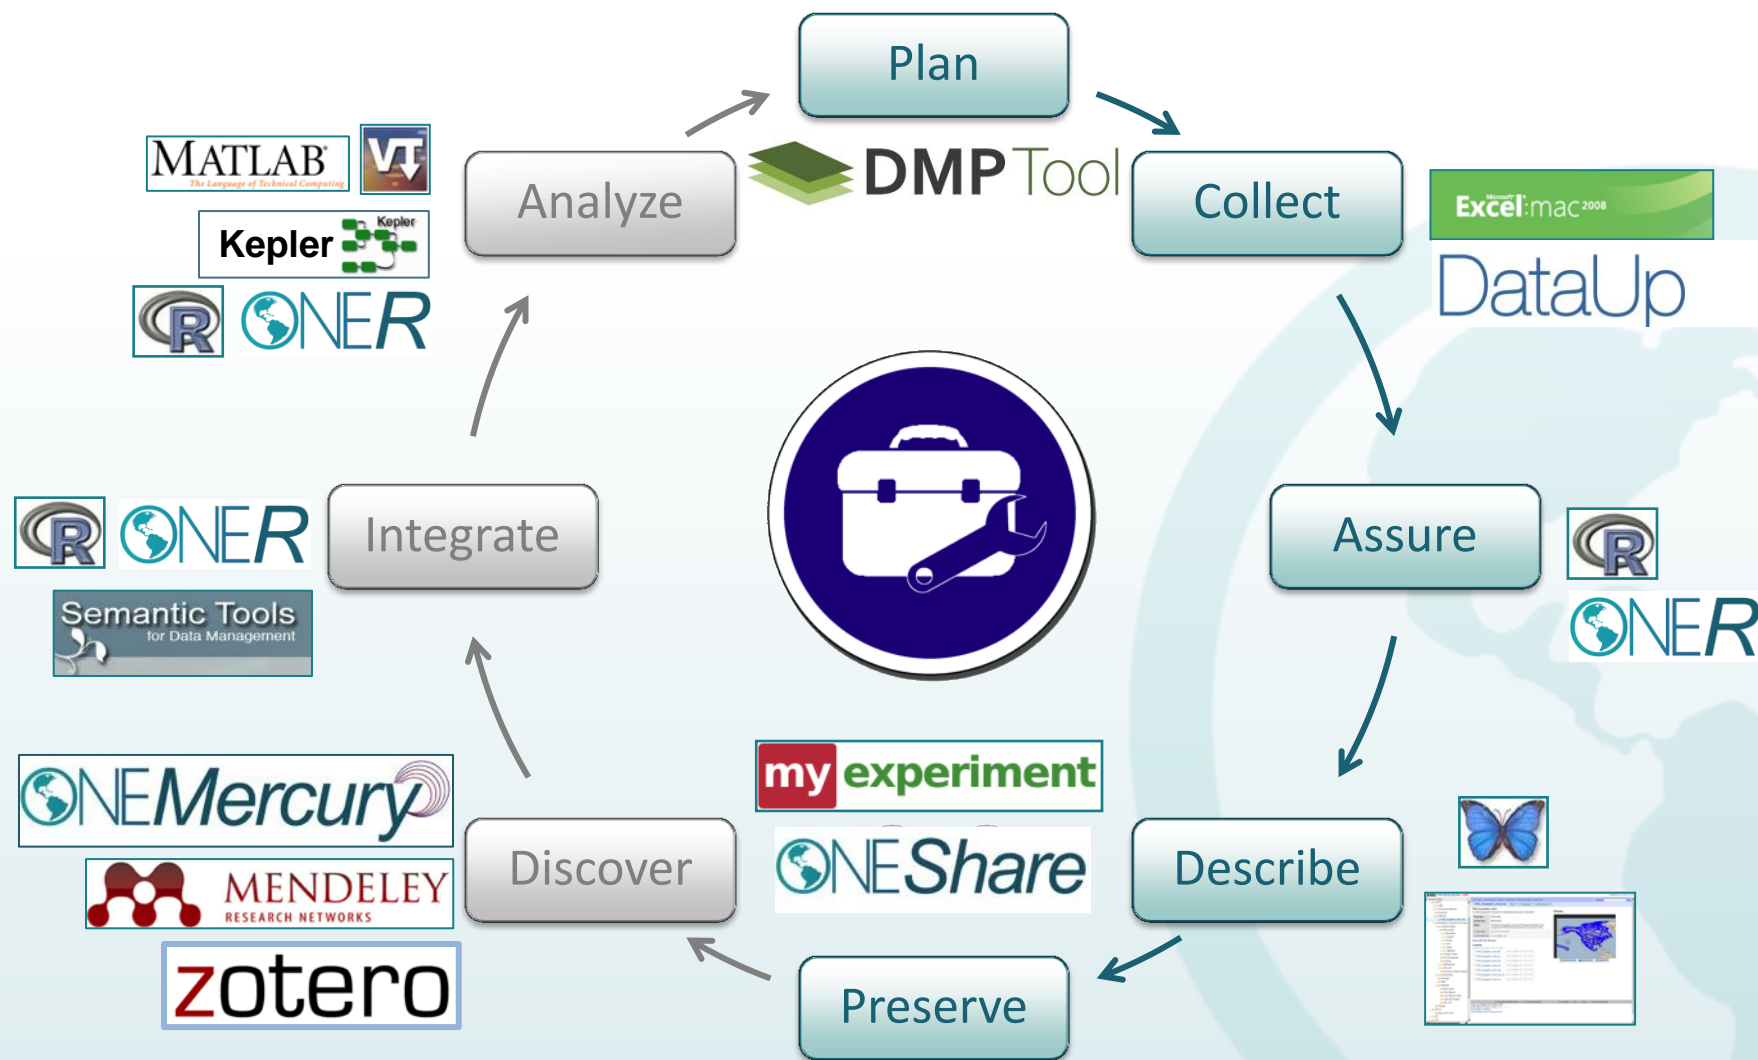 Plan
DMPTool
Collect
Microsoft®
Excel:mac 2008
DataUp
Assure
R
ONER
Describe
Preserve
my experiment
ONEShare
Discover
ONEMercury
MENDELEY
RESEARCH NETWORKS
zotero
Integrate
R
ONER
Semantic Tools
for Data Management
Analyze
MATLAB®
The Language of Technical Computing
VT
Kepler
Kepler
R
ONER